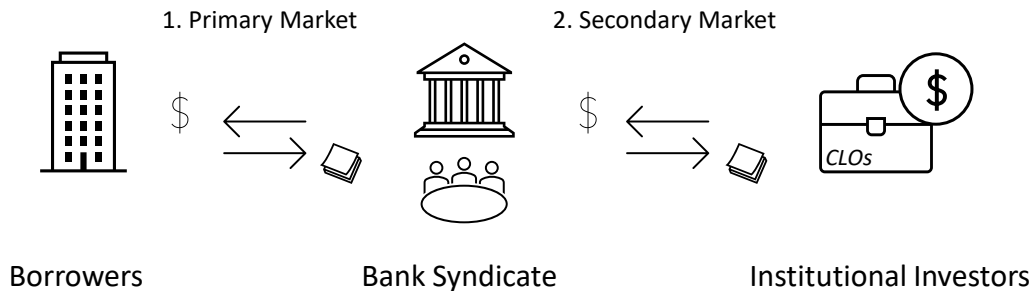 1. Primary Market
2. Secondary Market
$
$
$
CLOs
Borrowers
Bank Syndicate
Institutional Investors